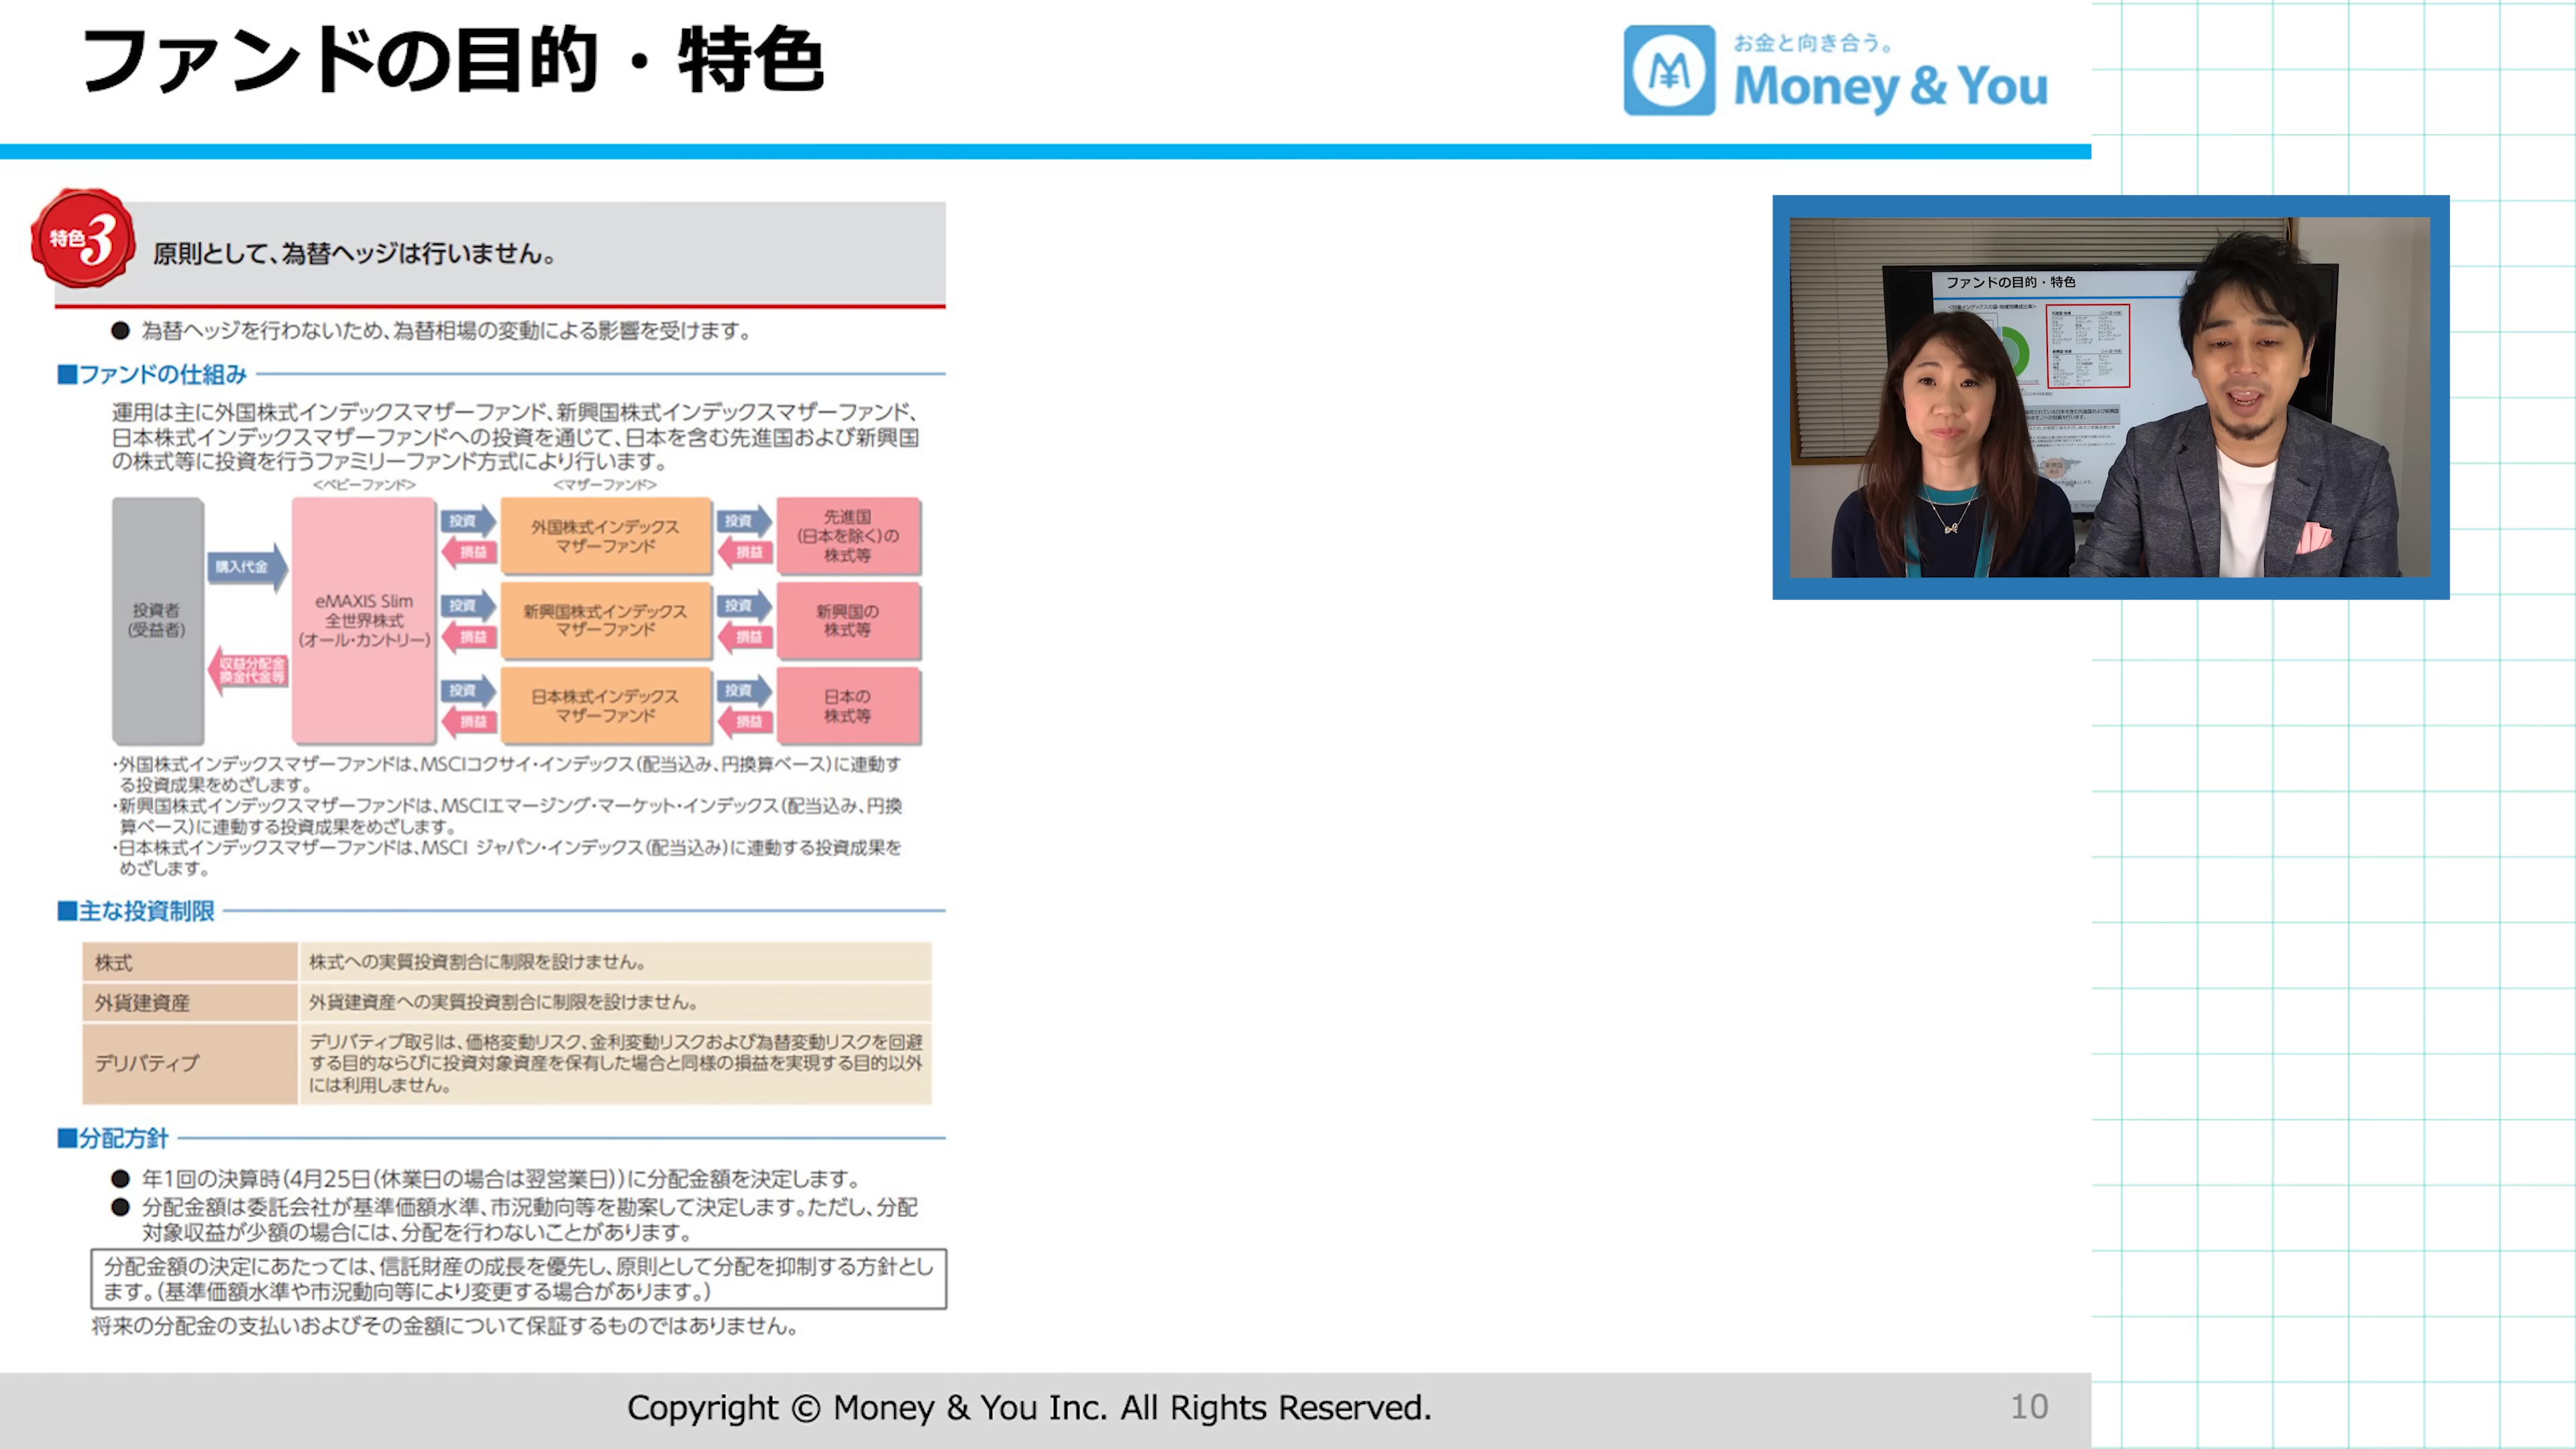 ファンドの目的・特色
お金と向き合う。
Money & You
特色3
原則として、為替ヘッジは行いません。
● 為替ヘッジを行わないため、為替相場の変動による影響を受けます。
■ファンドの仕組み
運用は主に外国株式インデックスマザーファンド、新興国株式インデックスマザーファンド、
日本株式インデックスマザーファンドへの投資を通じて、日本を含む先進国および新興国
の株式等に投資を行うファミリーファンド方式により行います。
<ベビーファンド>
<マザーファンド>
投資者
(受益者)
購入代金
収益分配金
換金代金等
eMAXIS Slim
全世界株式
(オール・カントリー)
投資
損益
外国株式インデックス
マザーファンド
投資
損益
先進国
(日本を除く)の
株式等
投資
損益
新興国株式インデックス
マザーファンド
投資
損益
新興国の
株式等
投資
損益
日本株式インデックス
マザーファンド
投資
損益
日本の
株式等
・外国株式インデックスマザーファンドは、MSCIコクサイ・インデックス(配当込み、円換算ベース)に連動す
る投資成果をめざします。
・新興国株式インデックスマザーファンドは、MSCIエマージング・マーケット・インデックス(配当込み、円換
算ベース)に連動する投資成果をめざします。
・日本株式インデックスマザーファンドは、MSCI ジャパン・インデックス(配当込み)に連動する投資成果を
めざします。
■主な投資制限
株式
株式への実質投資割合に制限を設けません。
外貨建資産
外貨建資産への実質投資割合に制限を設けません。
デリバティブ
デリバティブ取引は、価格変動リスク、金利変動リスクおよび為替変動リスクを回避
する目的ならびに投資対象資産を保有した場合と同様の損益を実現する目的以外
には利用しません。
■分配方針
● 年1回の決算時(4月25日(休業日の場合は翌営業日))に分配金額を決定します。
● 分配金額は委託会社が基準価額水準、市況動向等を勘案して決定します。ただし、分配
対象収益が少額の場合には、分配を行わないことがあります。
分配金額の決定にあたっては、信託財産の成長を優先し、原則として分配を抑制する方針とし
ます。(基準価額水準や市況動向等により変更する場合があります。)
将来の分配金の支払いおよびその金額について保証するものではありません。
ファンドの目的・特色
Copyright © Money & You Inc. All Rights Reserved.
10